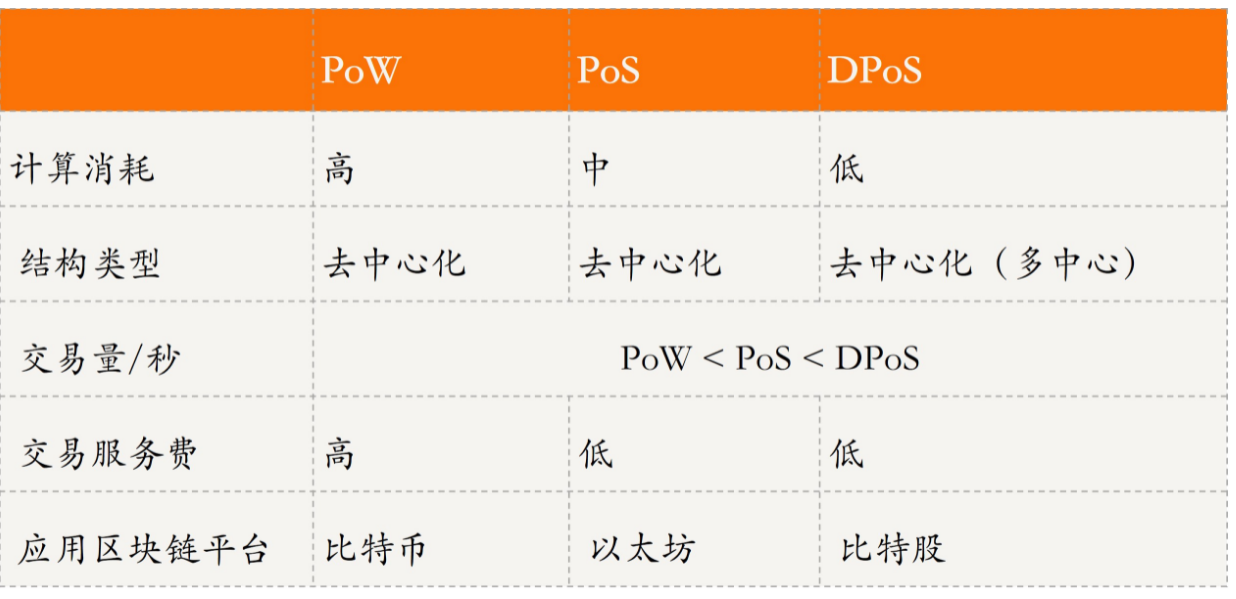 PoW PoS DPoS
计算消耗 高 中 低
结构类型 去中心化 去中心化 去中心化（多中心）
交易量/秒 PoW < PoS < DPoS
交易服务费 高 低 低
应用区块链平台 比特币 以太坊 比特股